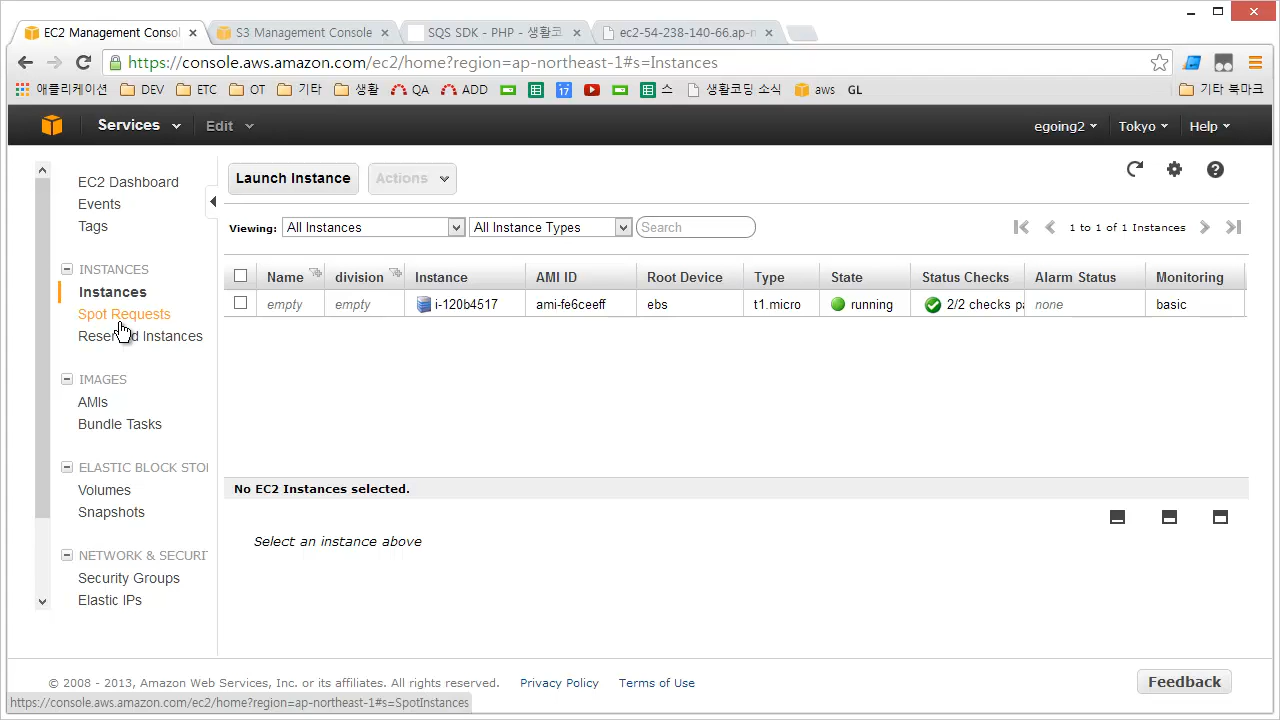 EC2 Management Consol
S3 Management Console
SQS SDK - PHP - 생활코
ec2-54-238-140-66.ap-n
https://console.aws.amazon.com/ec2/home?region=ap-northeast-1#s=Instances
애플리케이션 DEV ETC OT 기타 생활 QA ADD 17 스 생활코딩 소식 aws GL 기타 북마크
Services Edit egoing2 Tokyo Help
EC2 Dashboard
Events
Tags
INSTANCES
Instances
Spot Requests
Reserved Instances
IMAGES
AMIs
Bundle Tasks
ELASTIC BLOCK STO
Volumes
Snapshots
NETWORK & SECURIT
Security Groups
Elastic IPs
Launch Instance Actions
Viewing: All Instances All Instance Types Search 1 to 1 of 1 Instances
Name division Instance AMI ID Root Device Type State Status Checks Alarm Status Monitoring
empty empty i-120b4517 ami-fe6ceeff ebs t1.micro running 2/2 checks pa none basic
No EC2 Instances selected.
Select an instance above
© 2008 - 2013, Amazon Web Services, Inc. or its affiliates. All rights reserved. Privacy Policy Terms of Use Feedback
https://console.aws.amazon.com/ec2/home?region=ap-northeast-1#s=SpotInstances